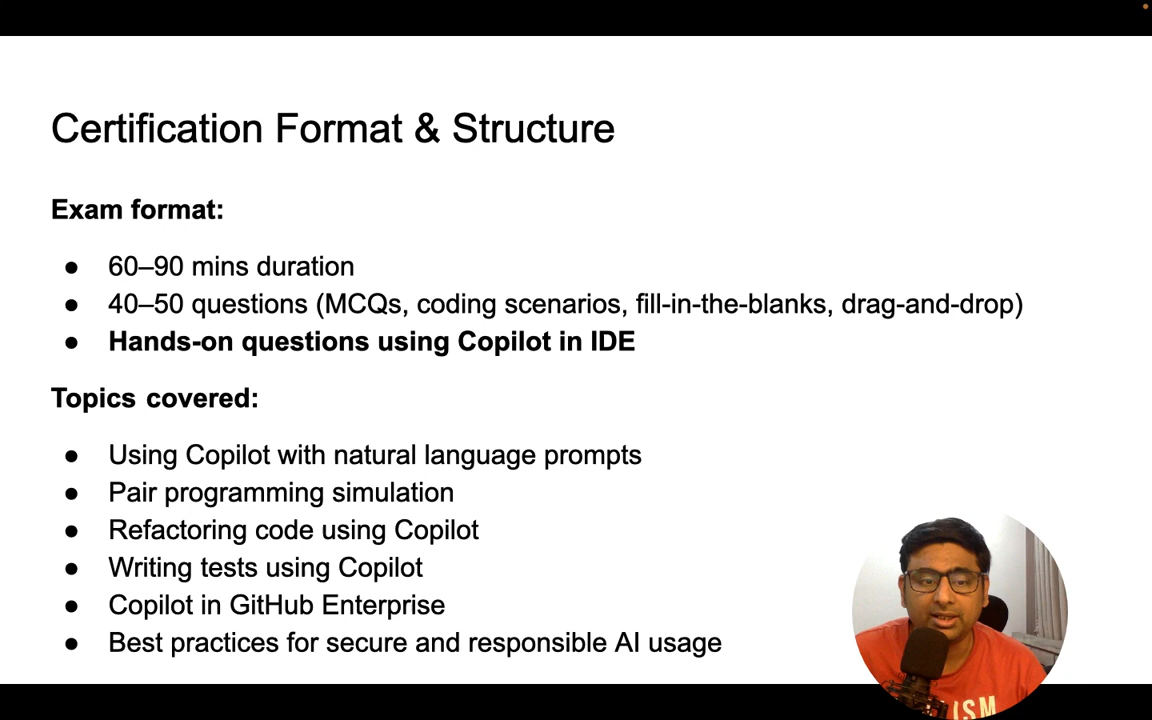 Certification Format & Structure
Exam format:
● 60–90 mins duration
● 40–50 questions (MCQs, coding scenarios, fill-in-the-blanks, drag-and-drop)
● Hands-on questions using Copilot in IDE
Topics covered:
● Using Copilot with natural language prompts
● Pair programming simulation
● Refactoring code using Copilot
● Writing tests using Copilot
● Copilot in GitHub Enterprise
● Best practices for secure and responsible AI usage
ISM